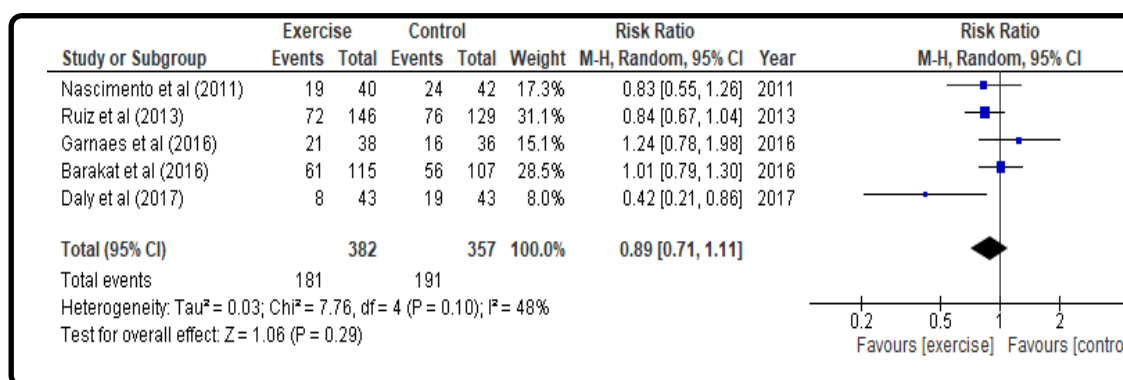 Exercise Control Risk Ratio Risk Ratio
Study or Subgroup Events Total Events Total Weight M-H, Random, 95% CI Year M-H, Random, 95% CI
Nascimento et al (2011) 19 40 24 42 17.3% 0.83 [0.55, 1.26] 2011
Ruiz et al (2013) 72 146 76 129 31.1% 0.84 [0.67, 1.04] 2013
Garnaes et al (2016) 21 38 16 36 15.1% 1.24 [0.78, 1.98] 2016
Barakat et al (2016) 61 115 56 107 28.5% 1.01 [0.79, 1.30] 2016
Daly et al (2017) 8 43 19 43 8.0% 0.42 [0.21, 0.86] 2017
Total (95% CI) 382 357 100.0% 0.89 [0.71, 1.11]
Total events 181 191
Heterogeneity: Tau² = 0.03; Chi² = 7.76, df = 4 (P = 0.10); I² = 48%
Test for overall effect: Z = 1.06 (P = 0.29)
0.2 0.5 1 2
Favours [exercise] Favours [contro